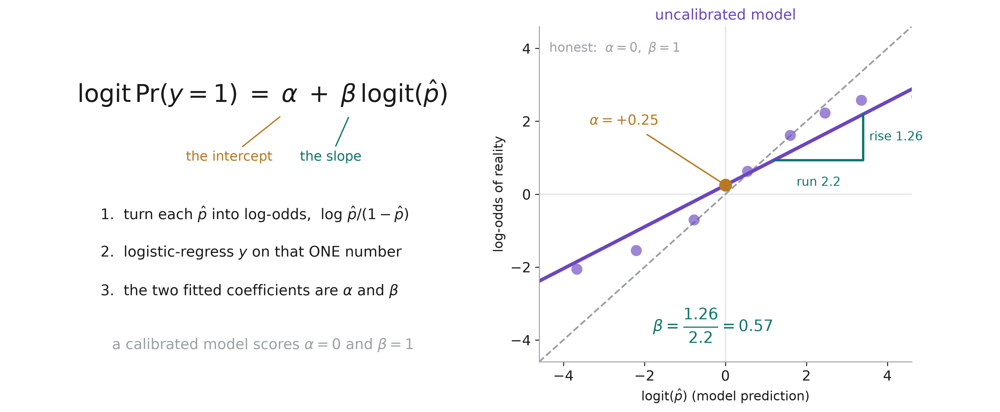 logit Pr(y = 1) = α + β logit(p̂)
the intercept
the slope
1. turn each p̂ into log-odds, log p̂/(1 − p̂)
2. logistic-regress y on that ONE number
3. the two fitted coefficients are α and β
a calibrated model scores α = 0 and β = 1
uncalibrated model
honest: α = 0, β = 1
α = +0.25
rise 1.26
run 2.2
β = 1.26/2.2 = 0.57
log-odds of reality
4
2
0
−2
−4
−4 −2 0 2 4
logit(p̂) (model prediction)